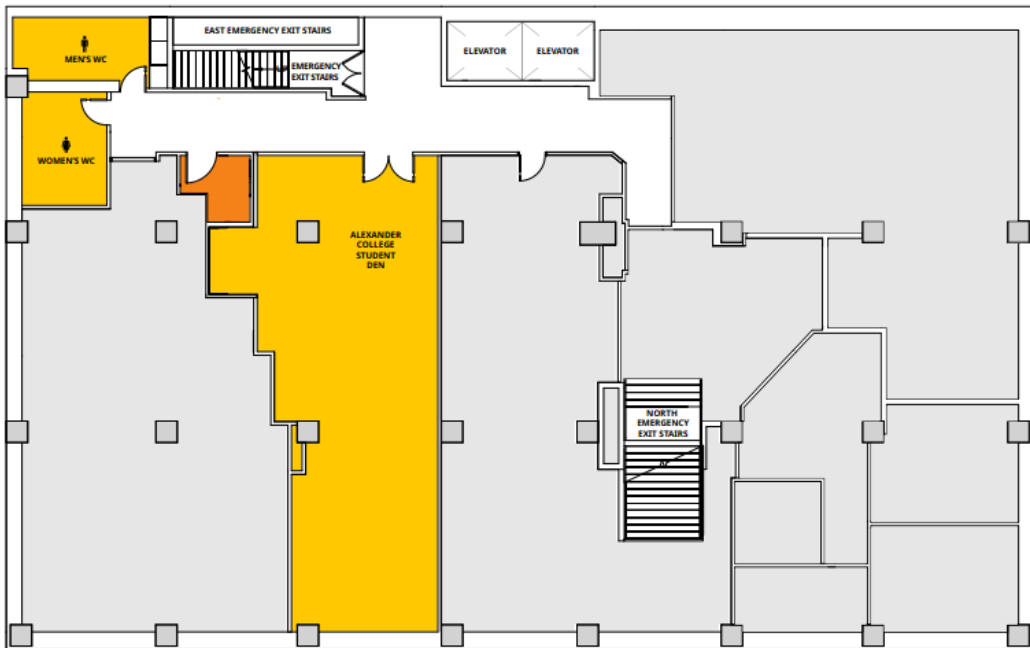 EAST EMERGENCY EXIT STAIRS
MEN'S WC
EMERGENCY
EXIT STAIRS
ELEVATOR
ELEVATOR
WOMEN'S WC
ALEXANDER
COLLEGE
STUDENT
DEN
NORTH
EMERGENCY
EXIT STAIRS